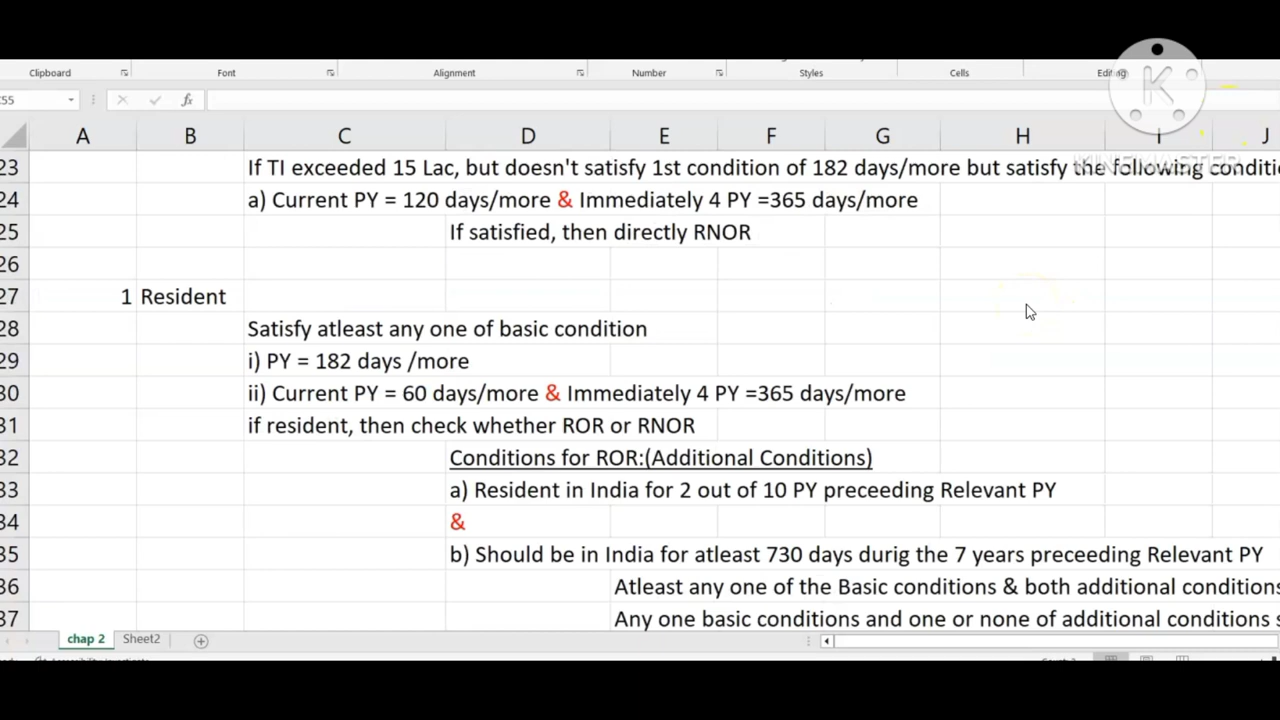 Clipboard Font Alignment Number Styles Cells Editing
C55 fx
A B C D E F G H I J
KINEMASTER
23 If TI exceeded 15 Lac, but doesn't satisfy 1st condition of 182 days/more but satisfy the following conditio
24 a) Current PY = 120 days/more & Immediately 4 PY =365 days/more
25 If satisfied, then directly RNOR
26
27 1 Resident
28 Satisfy atleast any one of basic condition
29 i) PY = 182 days /more
30 ii) Current PY = 60 days/more & Immediately 4 PY =365 days/more
31 if resident, then check whether ROR or RNOR
32 Conditions for ROR:(Additional Conditions)
33 a) Resident in India for 2 out of 10 PY preceeding Relevant PY
34 &
35 b) Should be in India for atleast 730 days durig the 7 years preceeding Relevant PY
36 Atleast any one of the Basic conditions & both additional conditions
37 Any one basic conditions and one or none of additional conditions s
chap 2 Sheet2